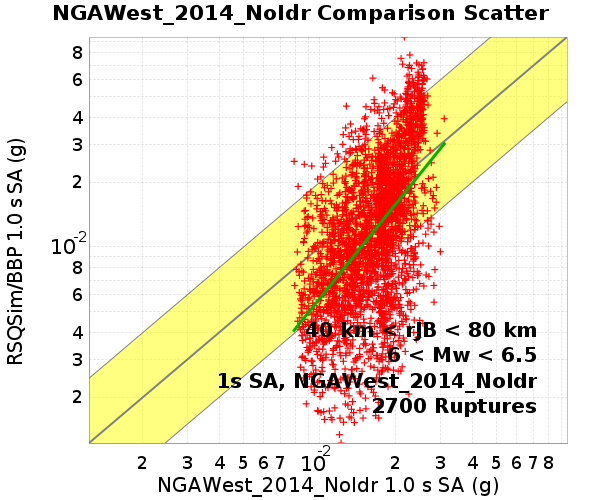 NGAWest_2014_NoIdr Comparison Scatter
RSQSim/BBP 1.0 s SA (g)
8
6
4
3
2
10-2
8
6
4
3
2
40 km < rJB < 80 km
6 < Mw < 6.5
1s SA, NGAWest_2014_NoIdr
2700 Ruptures
2 3 4 5 6 7 10-2 2 3 4 5 6 7 8
NGAWest_2014_NoIdr 1.0 s SA (g)